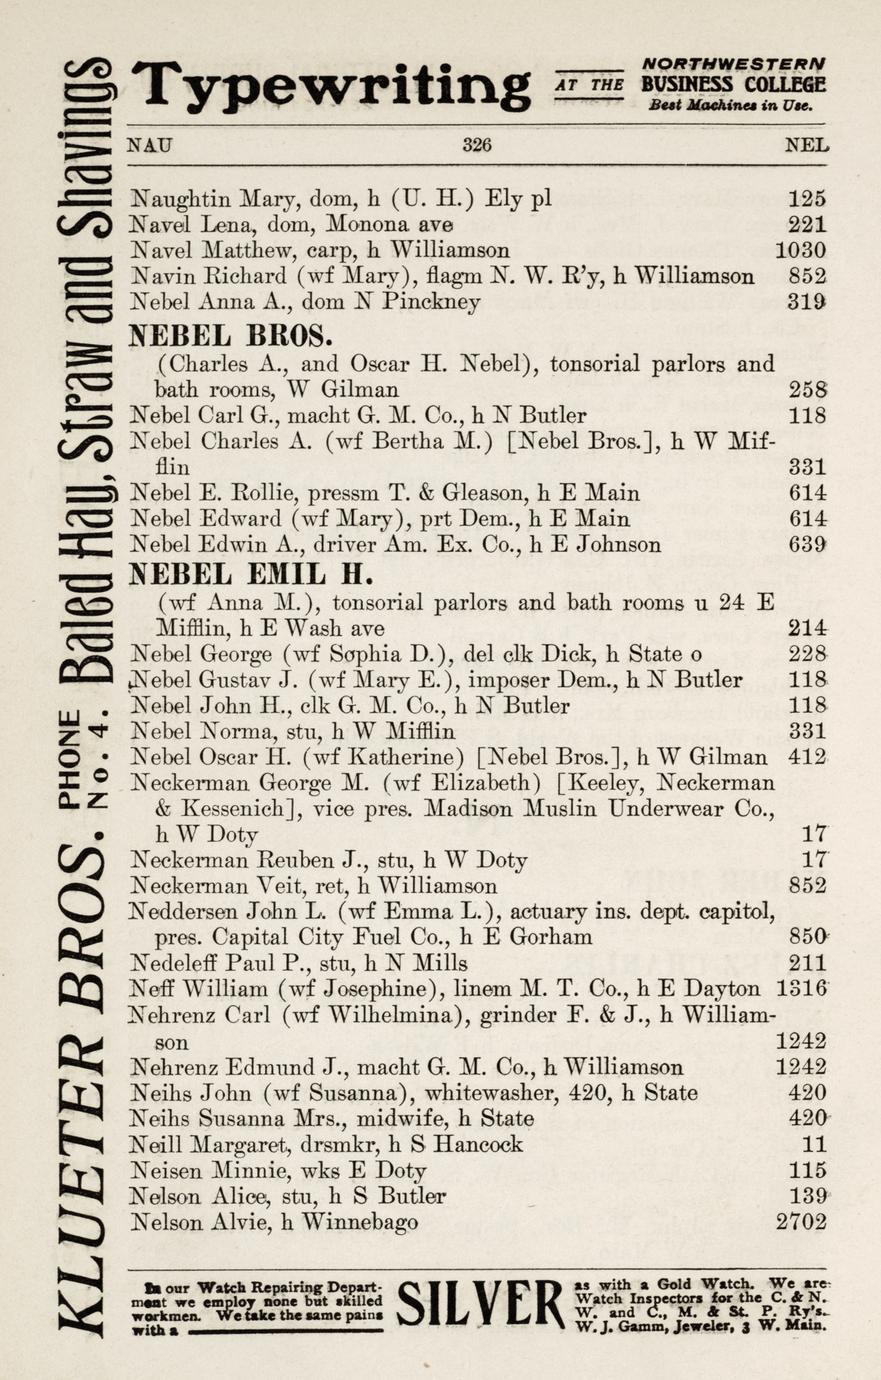 Typewriting AT THE NORTHWESTERN
BUSINESS COLLEGE
Best Machines in Use.
NAU 326 NEL
Naughtin Mary, dom, h (U. H.) Ely pl 125
Navel Lena, dom, Monona ave 221
Navel Matthew, carp, h Williamson 1030
Navin Richard (wf Mary), flagm N. W. R'y, h Williamson 852
Nebel Anna A., dom N Pinckney 319
NEBEL BROS.
(Charles A., and Oscar H. Nebel), tonsorial parlors and
bath rooms, W Gilman 258
Nebel Carl G., macht G. M. Co., h N Butler 118
Nebel Charles A. (wf Bertha M.) [Nebel Bros.], h W Mif-
flin 331
Nebel E. Rollie, pressm T. & Gleason, h E Main 614
Nebel Edward (wf Mary), prt Dem., h E Main 614
Nebel Edwin A., driver Am. Ex. Co., h E Johnson 639
NEBEL EMIL H.
(wf Anna M.), tonsorial parlors and bath rooms u 24 E
Mifflin, h E Wash ave 214
Nebel George (wf Sophia D.), del clk Dick, h State o 228
Nebel Gustav J. (wf Mary E.), imposer Dem., h N Butler 118
Nebel John H., clk G. M. Co., h N Butler 118
Nebel Norma, stu, h W Mifflin 331
Nebel Oscar H. (wf Katherine) [Nebel Bros.], h W Gilman 412
Neckerman George M. (wf Elizabeth) [Keeley, Neckerman
& Kessenich], vice pres. Madison Muslin Underwear Co.,
h W Doty 17
Neckerman Reuben J., stu, h W Doty 17
Neckerman Veit, ret, h Williamson 852
Neddersen John L. (wf Emma L.), actuary ins. dept. capitol,
pres. Capital City Fuel Co., h E Gorham 850
Nedeleff Paul P., stu, h N Mills 211
Neff William (wf Josephine), linem M. T. Co., h E Dayton 1316
Nehrenz Carl (wf Wilhelmina), grinder F. & J., h William-
son 1242
Nehrenz Edmund J., macht G. M. Co., h Williamson 1242
Neihs John (wf Susanna), whitewasher, 420, h State 420
Neihs Susanna Mrs., midwife, h State 420
Neill Margaret, drsmkr, h S Hancock 11
Neisen Minnie, wks E Doty 115
Nelson Alice, stu, h S Butler 139
Nelson Alvie, h Winnebago 2702
KLUETER BROS. PHONE No. 4. Baled Hay, Straw and Shavings
In our Watch Repairing Depart-
ment we employ none but skilled
workmen. We take the same pains
with a
SILVER
as with a Gold Watch. We are
Watch Inspectors for the C. & N.
W. and C., M. & St. P. Ry's.
W. J. Gamm, Jeweler, 3 W. Main.